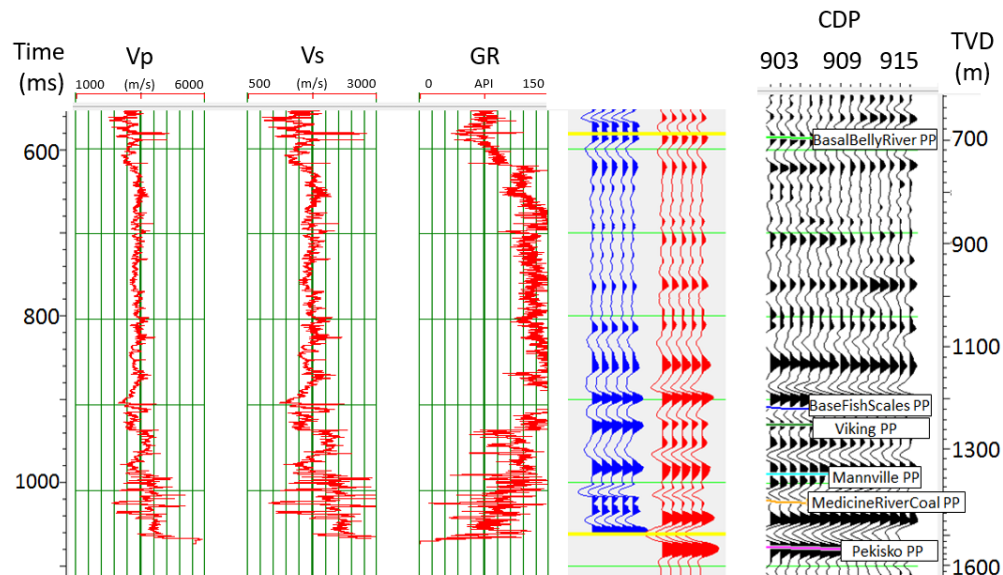 CDP
Time
(ms)
Vp
Vs
GR
903 909 915
TVD
(m)
1000 (m/s) 6000
500 (m/s) 3000
0 API 150
600
800
1000
BasalBellyRiver PP
BaseFishScales PP
Viking PP
Mannville PP
MedicineRiverCoal PP
Pekisko PP
700
900
1100
1300
1600